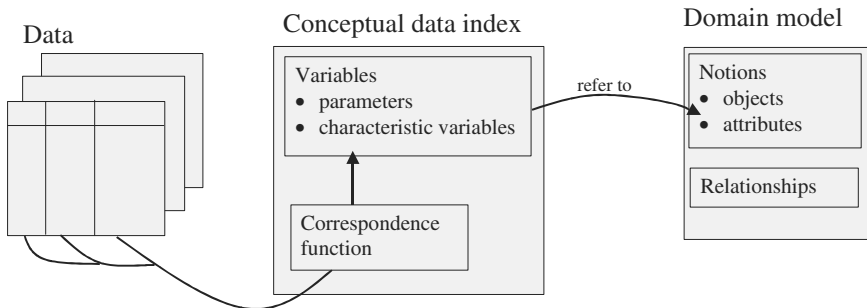 Data
Conceptual data index
Domain model
Variables
• parameters
• characteristic variables
refer to
Notions
• objects
• attributes
Relationships
Correspondence
function